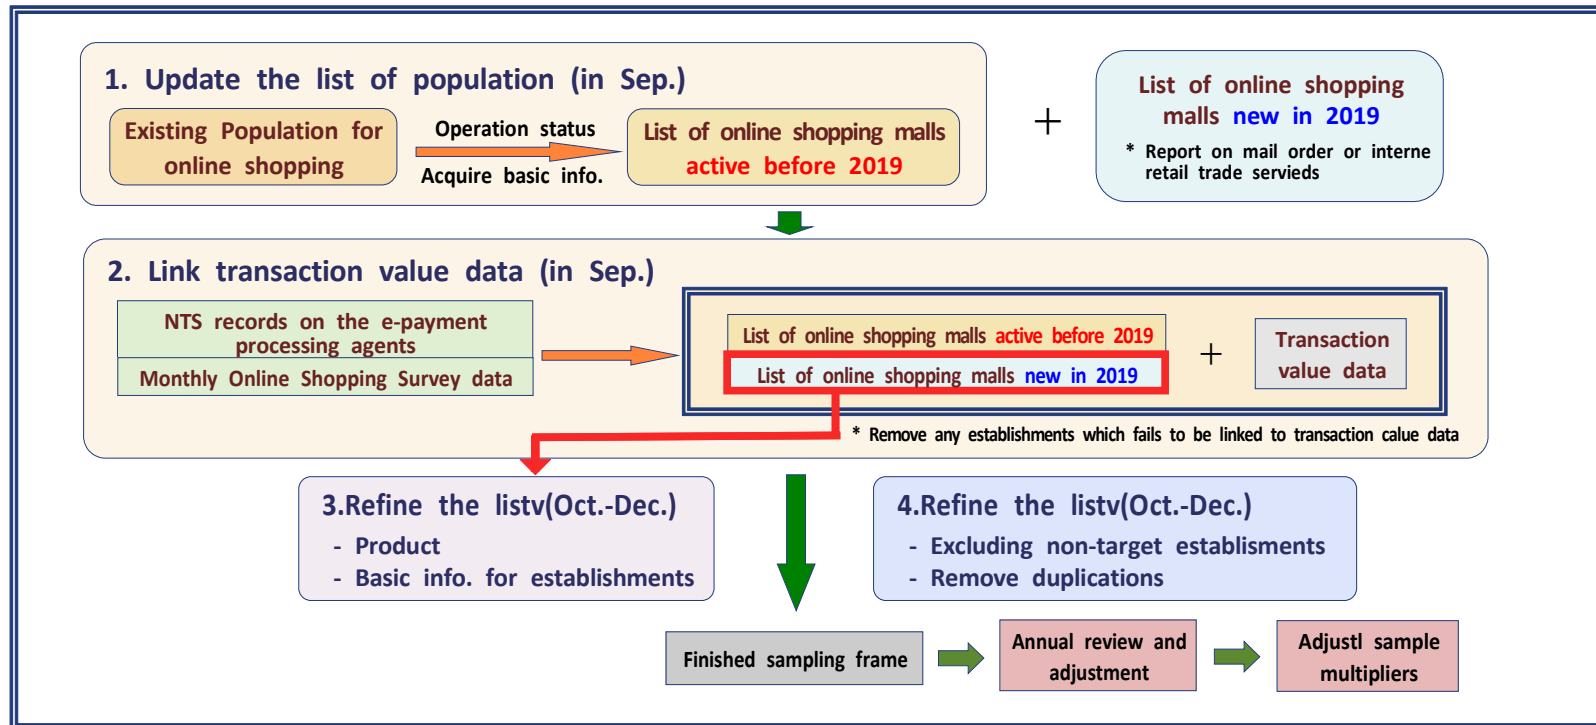 1. Update the list of population (in Sep.)
Existing Population for
online shopping
Operation status
Acquire basic info.
List of online shopping malls
active before 2019
+
List of online shopping
malls new in 2019
* Report on mail order or interne
retail trade servieds
2. Link transaction value data (in Sep.)
NTS records on the e-payment
processing agents
Monthly Online Shopping Survey data
List of online shopping malls active before 2019
List of online shopping malls new in 2019
+
Transaction
value data
* Remove any establishments which fails to be linked to transaction calue data
3.Refine the listv(Oct.-Dec.)
- Product
- Basic info. for establishments
4.Refine the listv(Oct.-Dec.)
- Excluding non-target establisments
- Remove duplications
Finished sampling frame
Annual review and
adjustment
Adjustl sample
multipliers